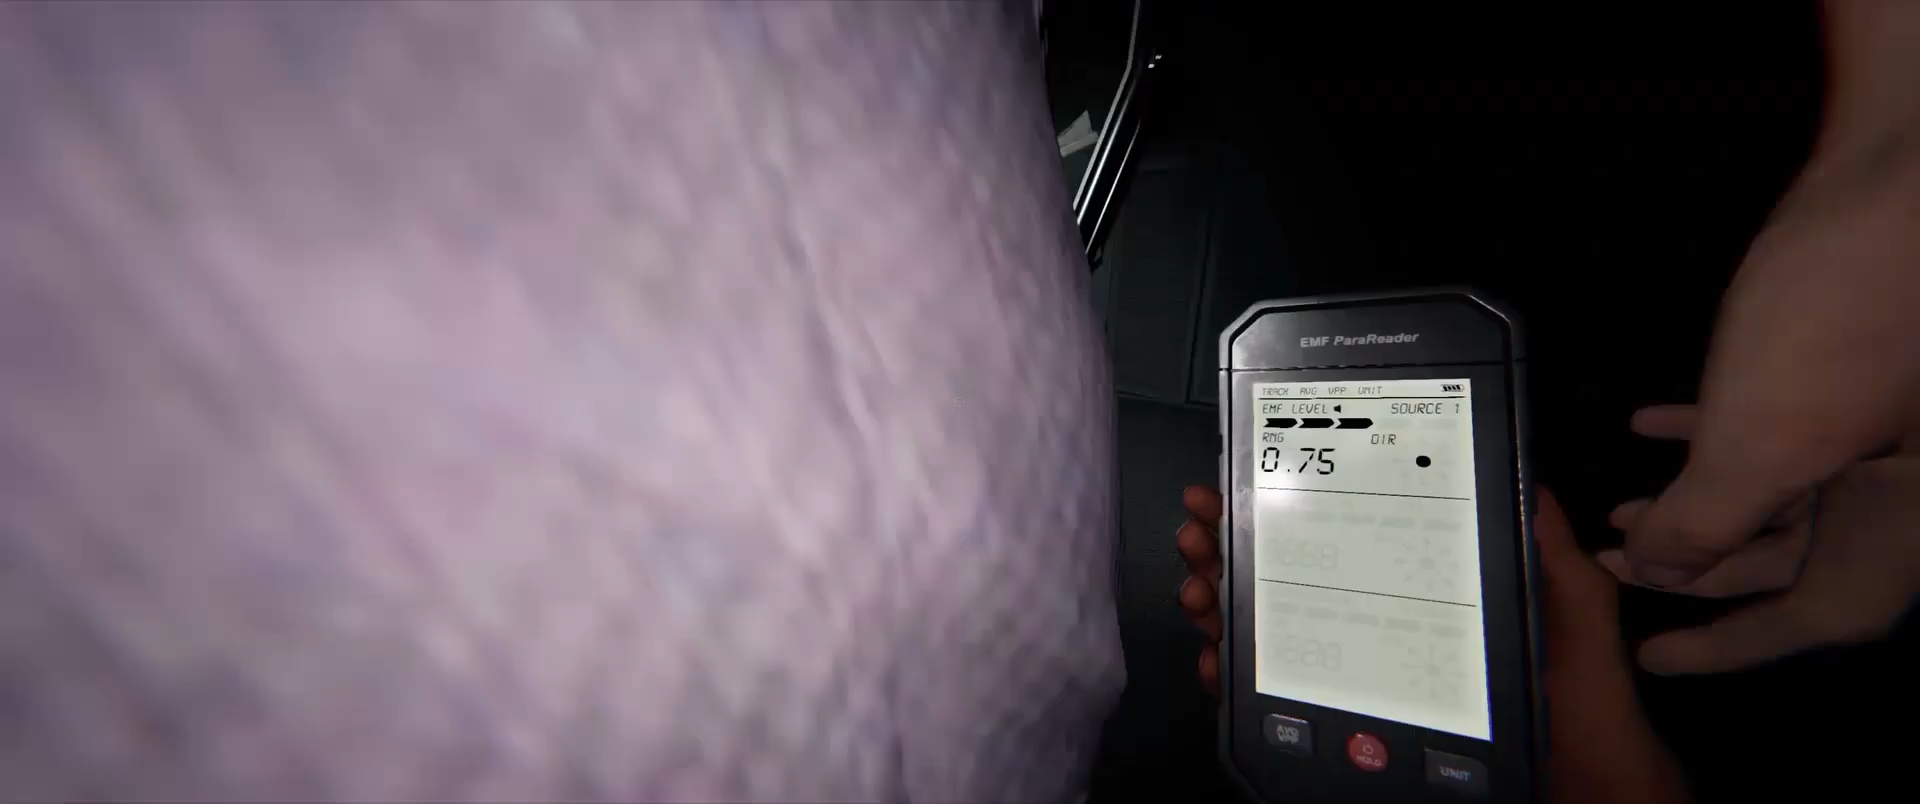 EMF ParaReader
TRACK AVG VPP UNIT
EMF LEVEL SOURCE 1
RNG DIR
0.75
HOLD
UNIT